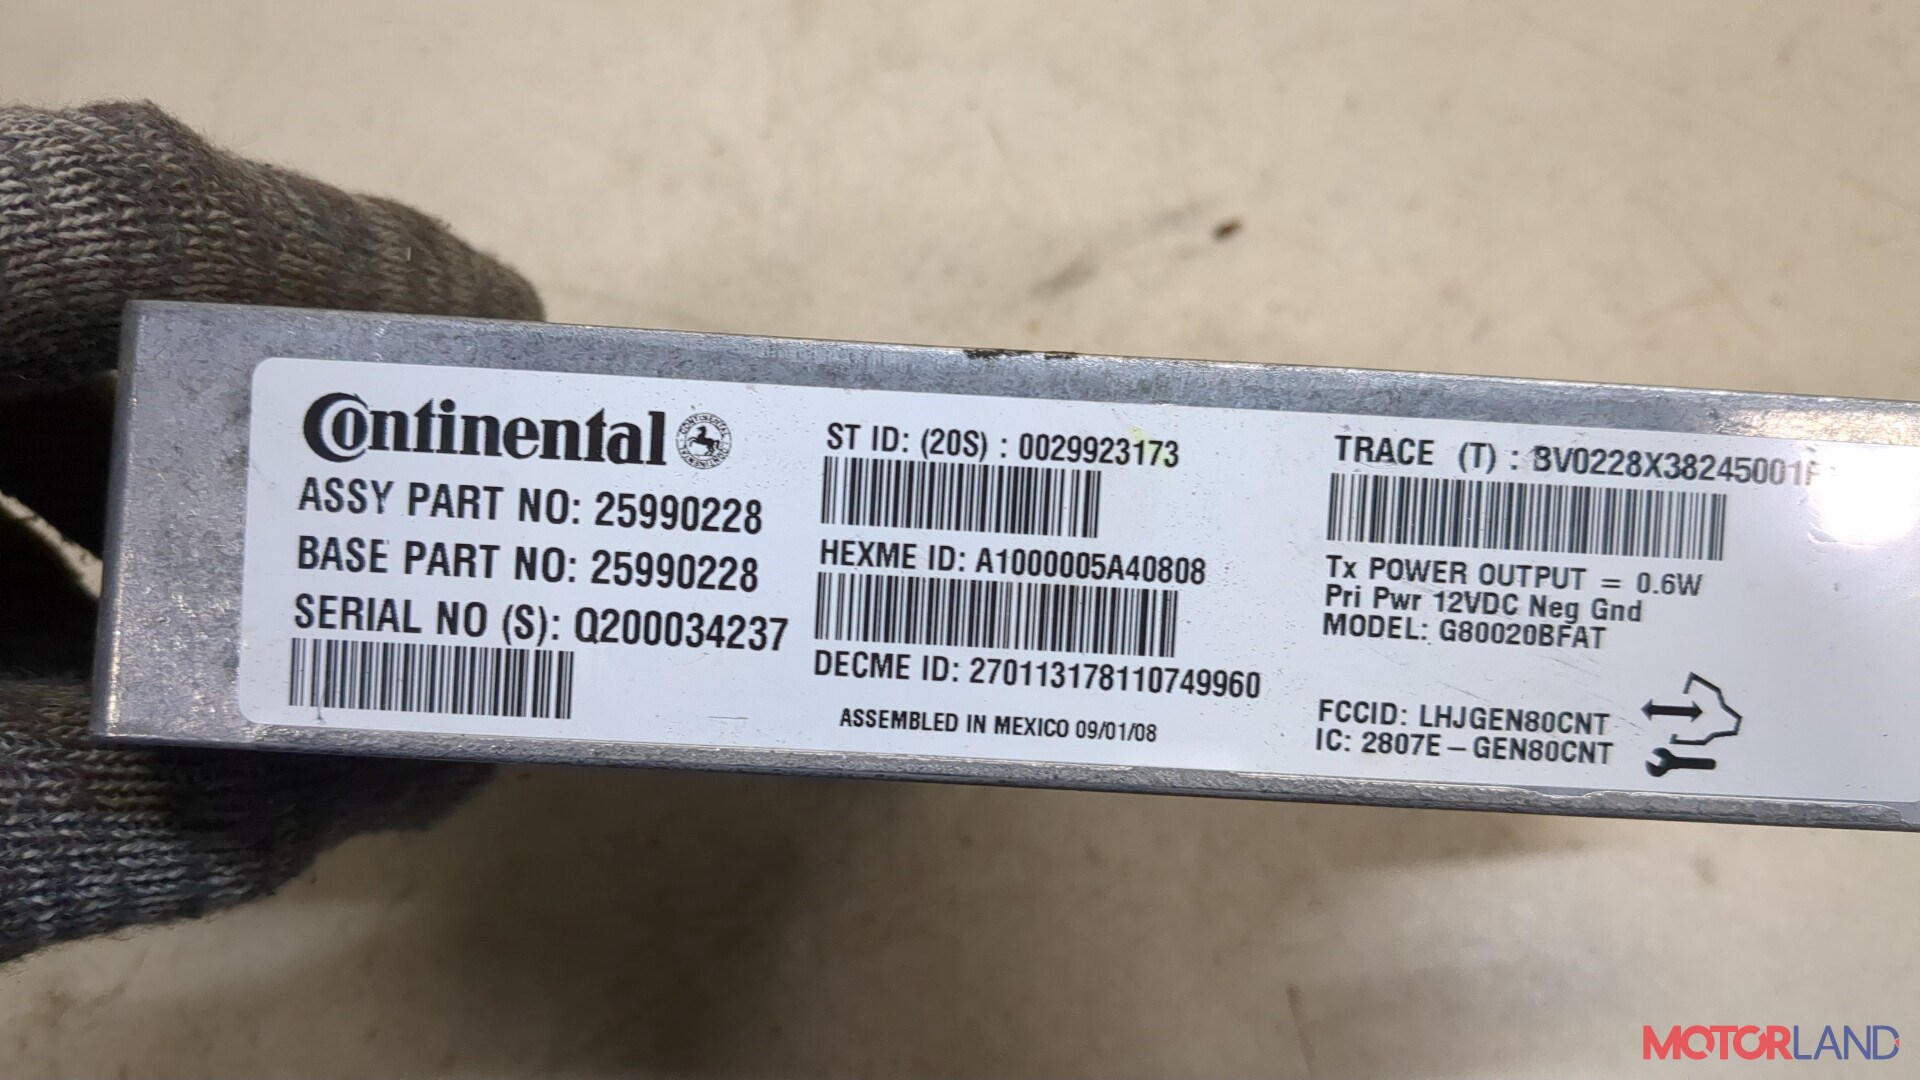 Continental
ASSY PART NO: 25990228
BASE PART NO: 25990228
SERIAL NO (S): Q200034237
ST ID: (20S) : 0029923173
HEXME ID: A1000005A40808
DECME ID: 270113178110749960
ASSEMBLED IN MEXICO 09/01/08
TRACE (T) : BV0228X38245001F
Tx POWER OUTPUT = 0.6W
Pri Pwr 12VDC Neg Gnd
MODEL: G80020BFAT
FCCID: LHJGEN80CNT
IC: 2807E – GEN80CNT
MOTORLAND